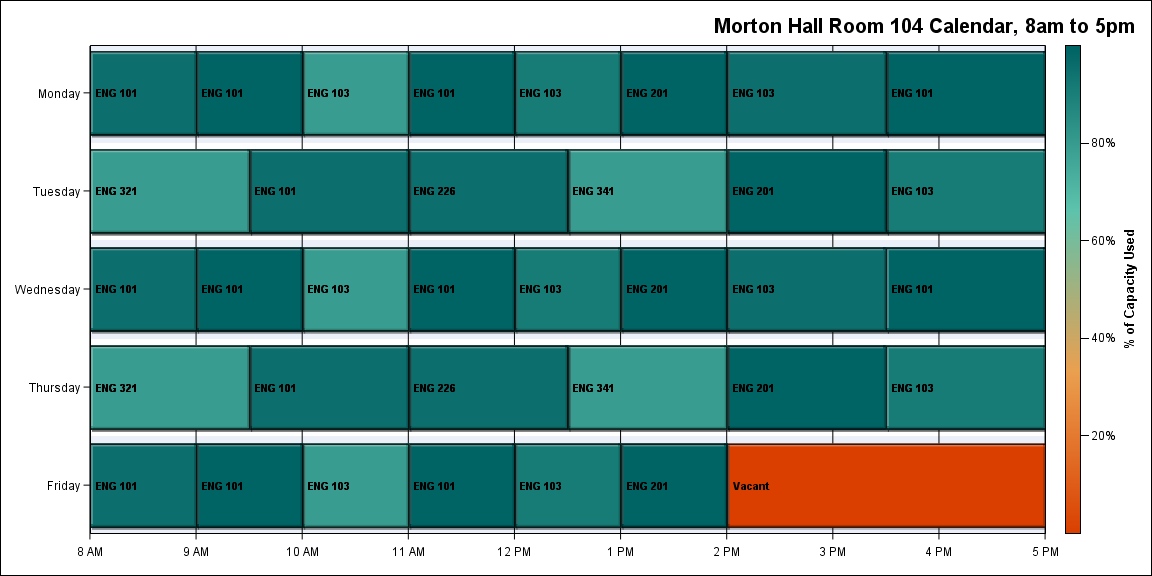 Morton Hall Room 104 Calendar, 8am to 5pm
Monday
ENG 101
ENG 101
ENG 103
ENG 101
ENG 103
ENG 201
ENG 103
ENG 101
Tuesday
ENG 321
ENG 101
ENG 226
ENG 341
ENG 201
ENG 103
Wednesday
ENG 101
ENG 101
ENG 103
ENG 101
ENG 103
ENG 201
ENG 103
ENG 101
Thursday
ENG 321
ENG 101
ENG 226
ENG 341
ENG 201
ENG 103
Friday
ENG 101
ENG 101
ENG 103
ENG 101
ENG 103
ENG 201
Vacant
8 AM
9 AM
10 AM
11 AM
12 PM
1 PM
2 PM
3 PM
4 PM
5 PM
80%
60%
40%
20%
% of Capacity Used